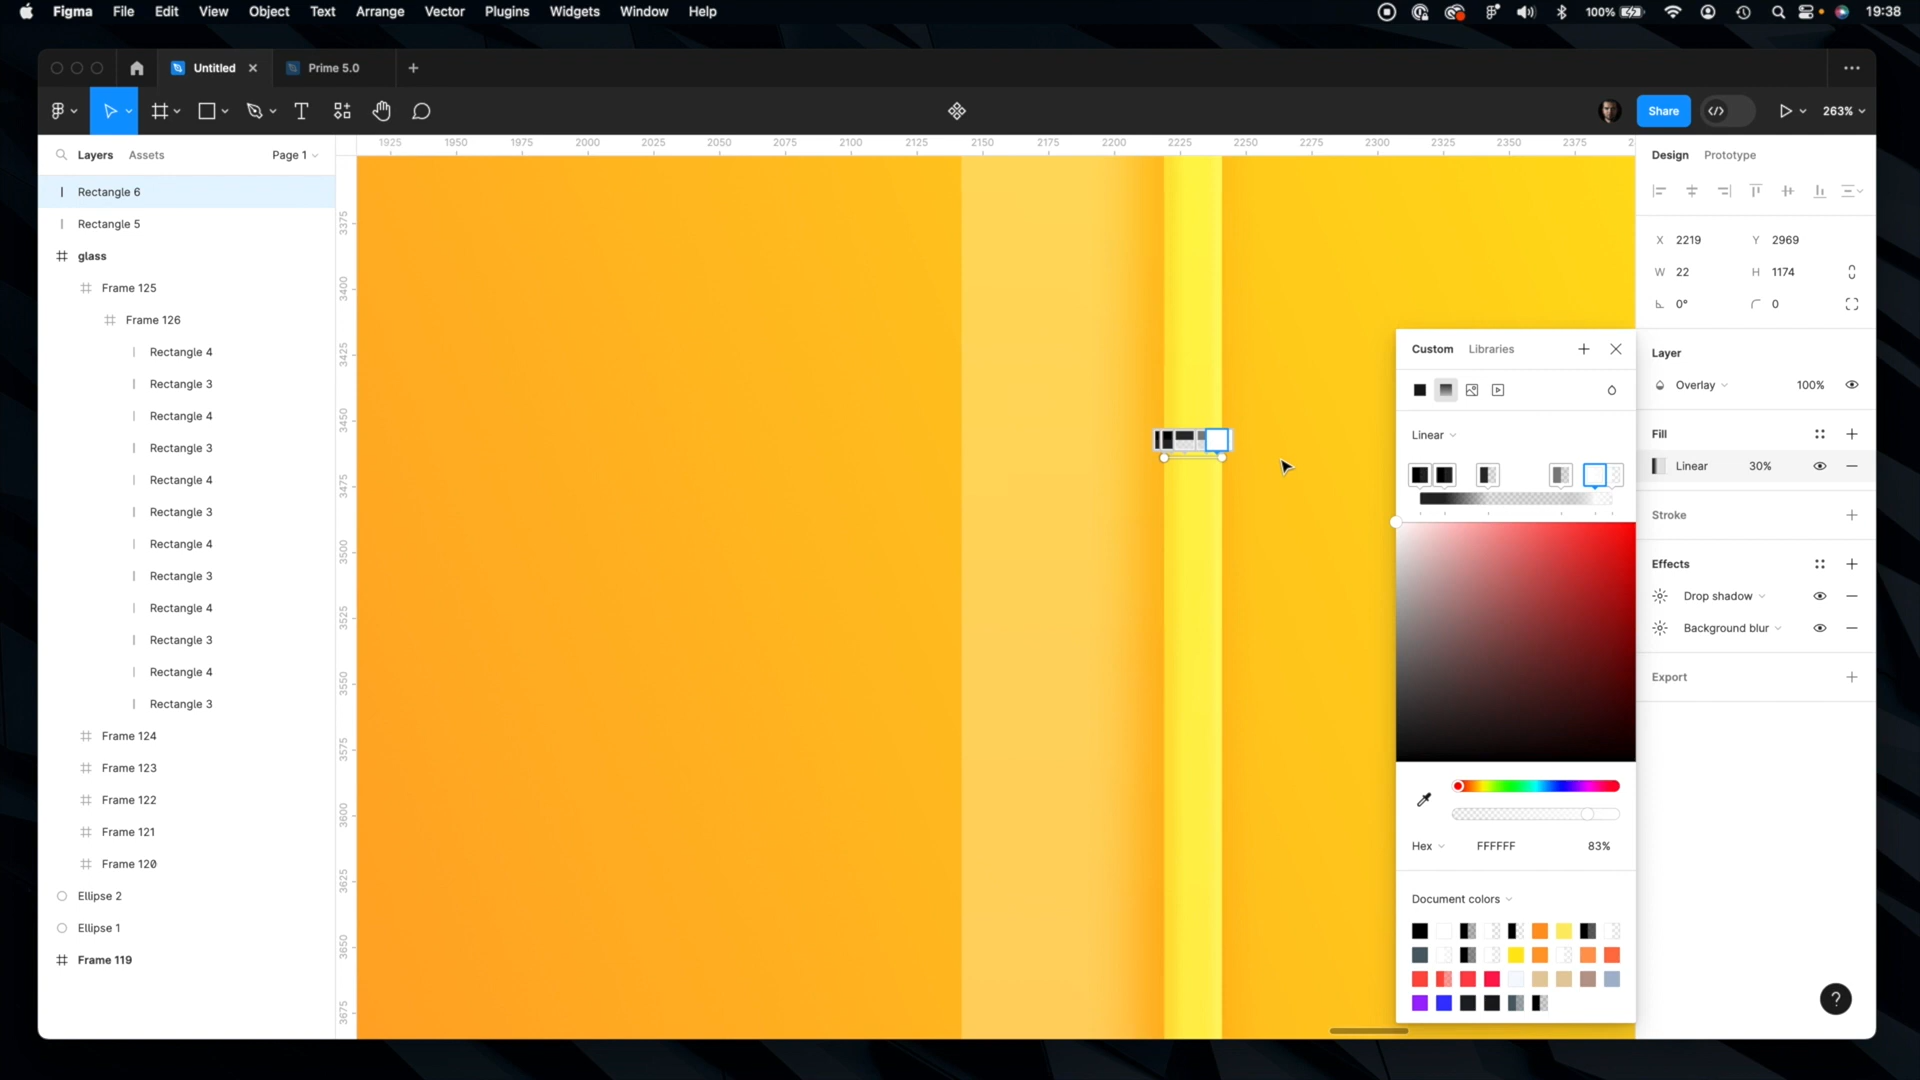 Figma File Edit View Object Text Arrange Vector Plugins Widgets Window Help 100% 19:38
Untitled Prime 5.0
Share 263%
Layers Assets Page 1
1925 1950 1975 2000 2025 2050 2075 2100 2125 2150 2175 2200 2225 2250 2275 2300 2325 2350 2375
Design Prototype
Rectangle 6
Rectangle 5
glass
Frame 125
Frame 126
Rectangle 4
Rectangle 3
Rectangle 4
Rectangle 3
Rectangle 4
Rectangle 3
Rectangle 4
Rectangle 3
Rectangle 4
Rectangle 3
Rectangle 4
Rectangle 3
Frame 124
Frame 123
Frame 122
Frame 121
Frame 120
Ellipse 2
Ellipse 1
Frame 119
3375
3400
3425
3450
3475
3500
3525
3550
3575
3600
3625
3650
3675
Custom Libraries
Linear
Hex FFFFFF 83%
Document colors
X 2219 Y 2969
W 22 H 1174
0° 0
Layer
Overlay 100%
Fill
Linear 30%
Stroke
Effects
Drop shadow
Background blur
Export
?